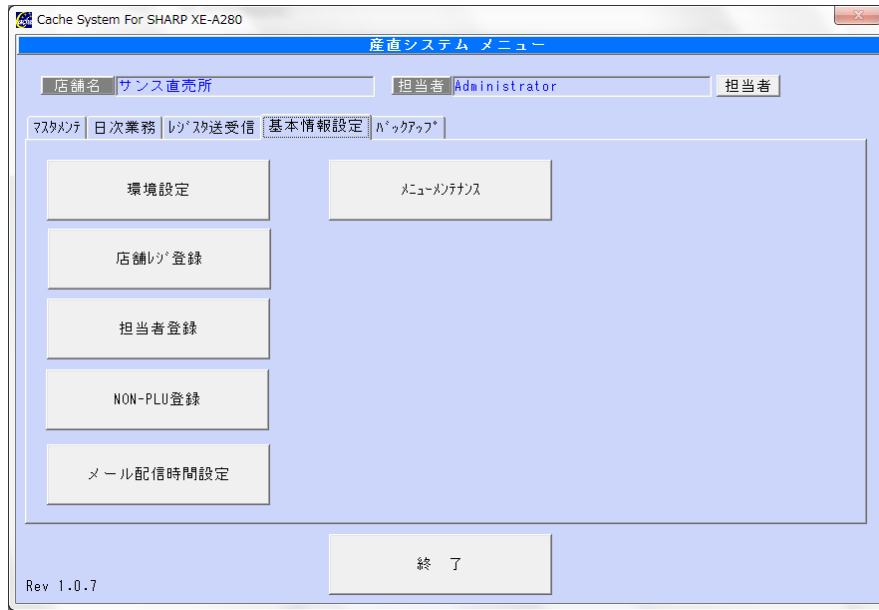 Cache System For SHARP XE-A280
産直システム メニュー
店舗名 サンス直売所 担当者 Administrator 担当者
ﾏｽﾀﾒﾝﾃ 日次業務 ﾚｼﾞｽﾀ送受信 基本情報設定 ﾊﾞｯｸｱｯﾌﾟ
環境設定 ﾒﾆｭｰﾒﾝﾃﾅﾝｽ
店舗ﾚｼﾞ登録
担当者登録
NON-PLU登録
メール配信時間設定
終 了
Rev 1.0.7